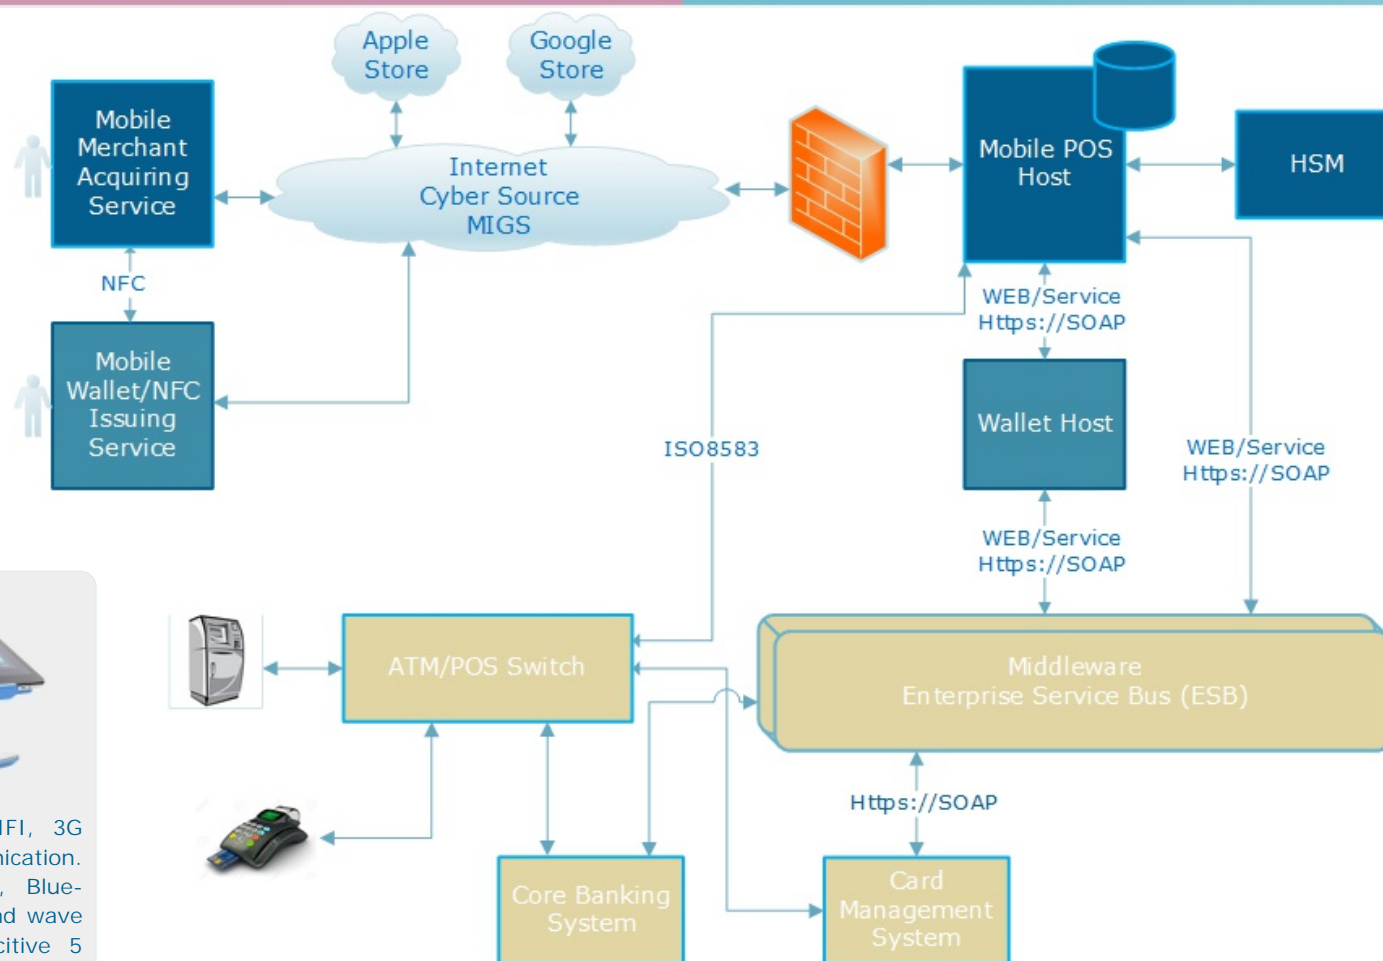 Apple
Store
Google
Store
Mobile
Merchant
Acquiring
Service
Internet
Cyber Source
MIGS
Mobile POS
Host
HSM
NFC
WEB/Service
Https://SOAP
Mobile
Wallet/NFC
Issuing
Service
Wallet Host
ISO8583
WEB/Service
Https://SOAP
WEB/Service
Https://SOAP
ATM/POS Switch
Middleware
Enterprise Service Bus (ESB)
Https://SOAP
IFI, 3G
nication.
, Blue-
nd wave
citive 5
Core Banking
System
Card
Management
System